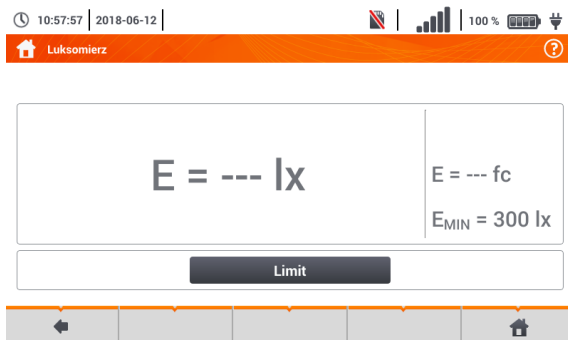 10:57:57 2018-06-12 100 %
Luksomierz ?
E = --- lx
E = --- fc
EMIN = 300 lx
Limit